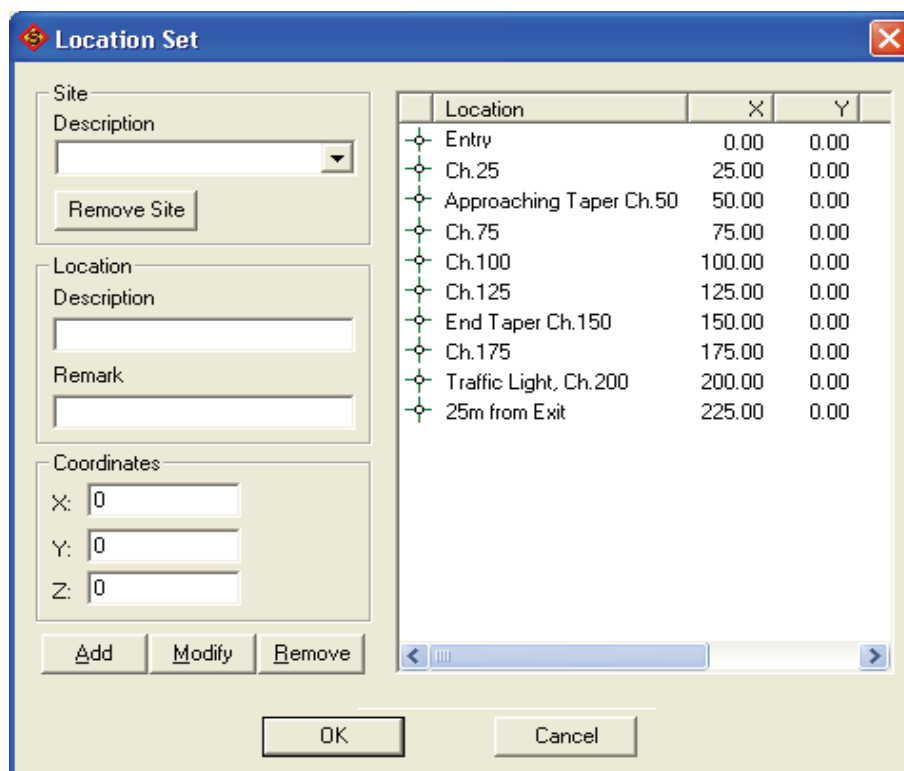 Location Set
Site
Description
Remove Site
Location
Description
Remark
Coordinates
X: 0
Y: 0
Z: 0
Add Modify Remove
Location X Y
Entry 0.00 0.00
Ch.25 25.00 0.00
Approaching Taper Ch.50 50.00 0.00
Ch.75 75.00 0.00
Ch.100 100.00 0.00
Ch.125 125.00 0.00
End Taper Ch.150 150.00 0.00
Ch.175 175.00 0.00
Traffic Light, Ch.200 200.00 0.00
25m from Exit 225.00 0.00
OK Cancel